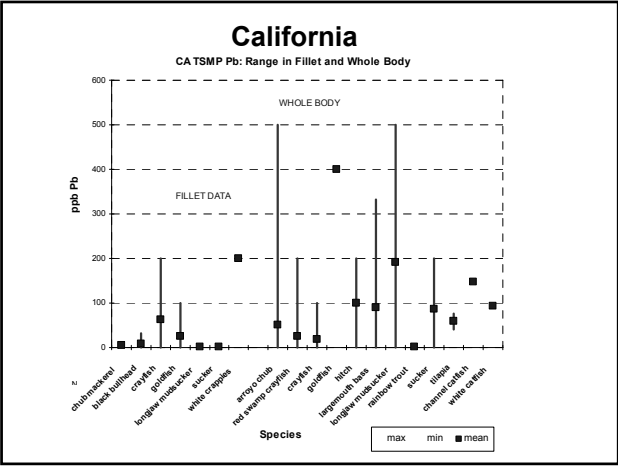 California
CA TSMP Pb: Range in Fillet and Whole Body
600
500
400
300
200
100
0
ppb Pb
WHOLE BODY
FILLET DATA
chub mackerel
black bullhead
crayfish
goldfish
longjaw mudsucker
sucker
white crappies
arroyo chub
red swamp crayfish
crayfish
goldfish
hitch
largemouth bass
longjaw mudsucker
rainbow trout
sucker
tilapia
channel catfish
white catfish
Species
max min mean